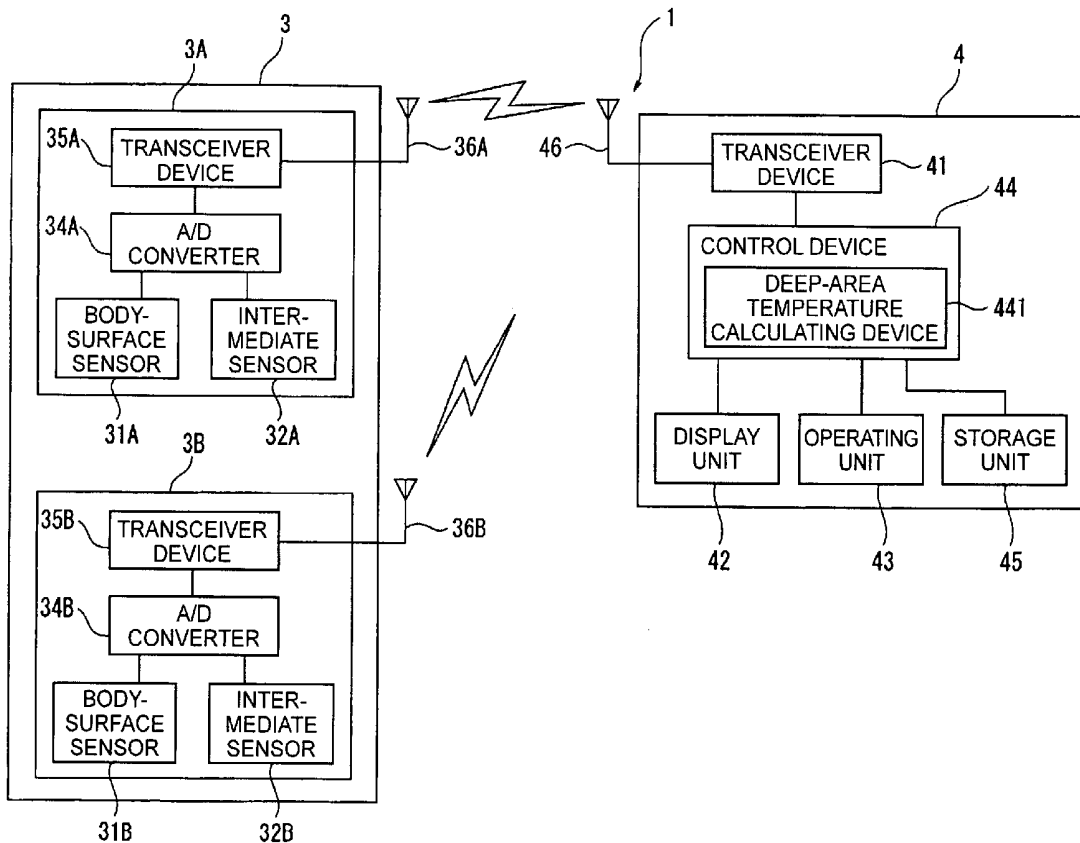 1
3
3A
4
35A
TRANSCEIVER
DEVICE
36A
46
TRANSCEIVER
DEVICE
41
34A
A/D
CONVERTER
44
CONTROL DEVICE
DEEP-AREA
TEMPERATURE
CALCULATING DEVICE
441
BODY-
SURFACE
SENSOR
INTER-
MEDIATE
SENSOR
31A
32A
DISPLAY
UNIT
OPERATING
UNIT
STORAGE
UNIT
42
43
45
3B
35B
TRANSCEIVER
DEVICE
36B
34B
A/D
CONVERTER
BODY-
SURFACE
SENSOR
INTER-
MEDIATE
SENSOR
31B
32B